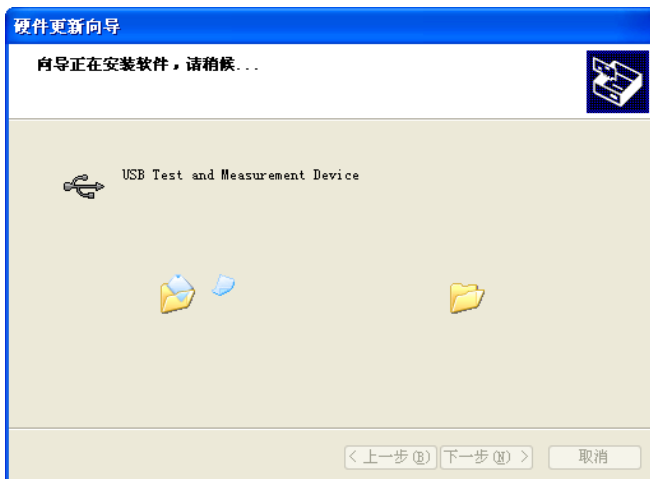 硬件更新向导
向导正在安装软件，请稍候...
USB Test and Measurement Device
< 上一步(B) 下一步(N) > 取消